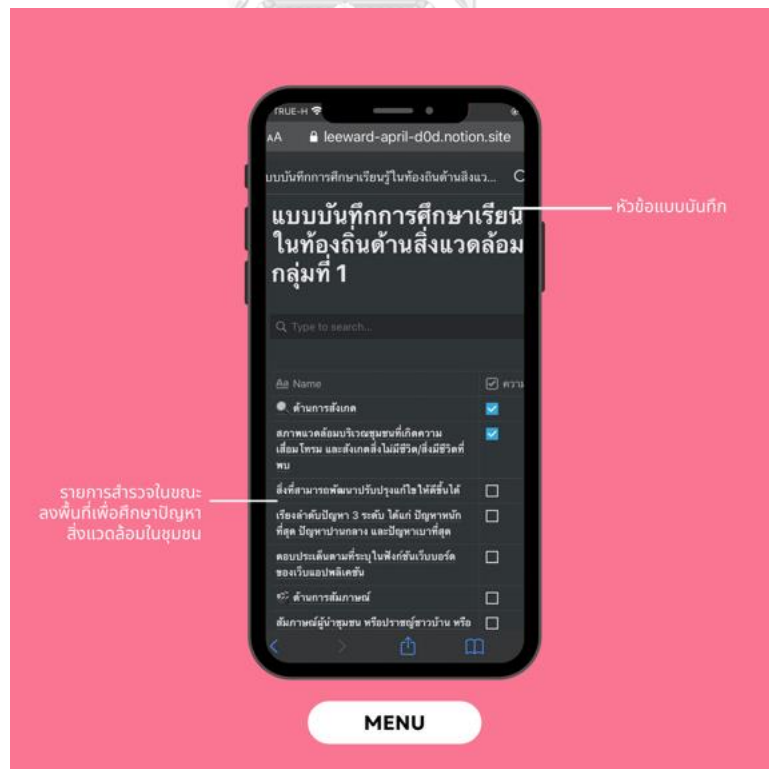 TRUE-H
AA leeward-april-d0d.notion.site
บบบันทึกการศึกษาเรียนรู้ในท้องถิ่นด้านสิ่งแว...
แบบบันทึกการศึกษาเรียน
ในท้องถิ่นด้านสิ่งแวดล้อม
กลุ่มที่ 1
หัวข้อแบบบันทึก
Type to search...
Aa Name
ความ
ด้านการสังเกต
สภาพแวดล้อมบริเวณชุมชนที่เกิดความ
เสื่อมโทรม และสังเกตสิ่งไม่มีชีวิต/สิ่งมีชีวิตที่
พบ
สิ่งที่สามารถพัฒนาปรับปรุงแก้ไขให้ดีขึ้นได้
เรียงลำดับปัญหา 3 ระดับ ได้แก่ ปัญหาหนัก
ที่สุด ปัญหาปานกลาง และปัญหาเบาที่สุด
ตอบประเด็นตามที่ระบุในฟังก์ชันเว็บบอร์ด
ของเว็บแอปพลิเคชัน
ด้านการสัมภาษณ์
สัมภาษณ์ผู้นำชุมชน หรือปราชญ์ชาวบ้าน หรือ
รายการสำรวจในขณะ
ลงพื้นที่เพื่อศึกษาปัญหา
สิ่งแวดล้อมในชุมชน
MENU